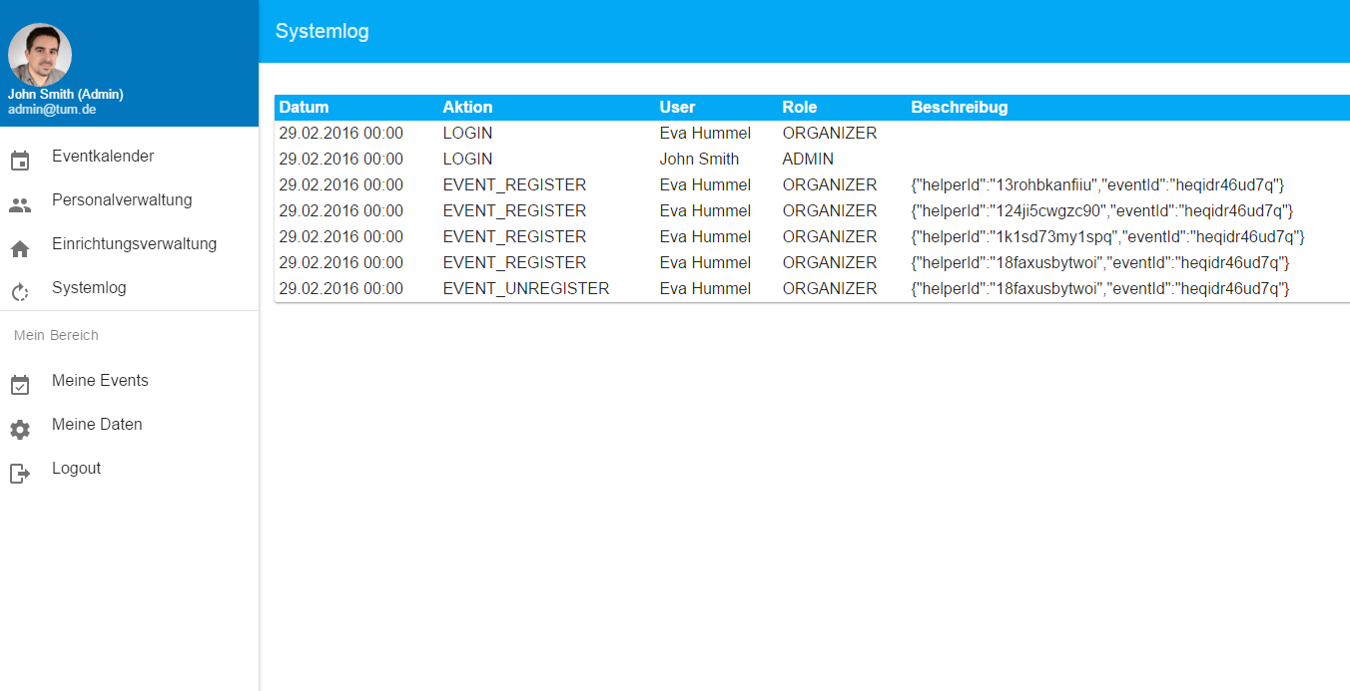 Systemlog
John Smith (Admin)
admin@tum.de
Eventkalender
Personalverwaltung
Einrichtungsverwaltung
Systemlog
Mein Bereich
Meine Events
Meine Daten
Logout
Datum Aktion User Role Beschreibug
29.02.2016 00:00 LOGIN Eva Hummel ORGANIZER
29.02.2016 00:00 LOGIN John Smith ADMIN
29.02.2016 00:00 EVENT_REGISTER Eva Hummel ORGANIZER {"helperId":"13rohbkanfiiu","eventId":"heqidr46ud7q"}
29.02.2016 00:00 EVENT_REGISTER Eva Hummel ORGANIZER {"helperId":"124ji5cwgzc90","eventId":"heqidr46ud7q"}
29.02.2016 00:00 EVENT_REGISTER Eva Hummel ORGANIZER {"helperId":"1k1sd73my1spq","eventId":"heqidr46ud7q"}
29.02.2016 00:00 EVENT_REGISTER Eva Hummel ORGANIZER {"helperId":"18faxusbytwoi","eventId":"heqidr46ud7q"}
29.02.2016 00:00 EVENT_UNREGISTER Eva Hummel ORGANIZER {"helperId":"18faxusbytwoi","eventId":"heqidr46ud7q"}